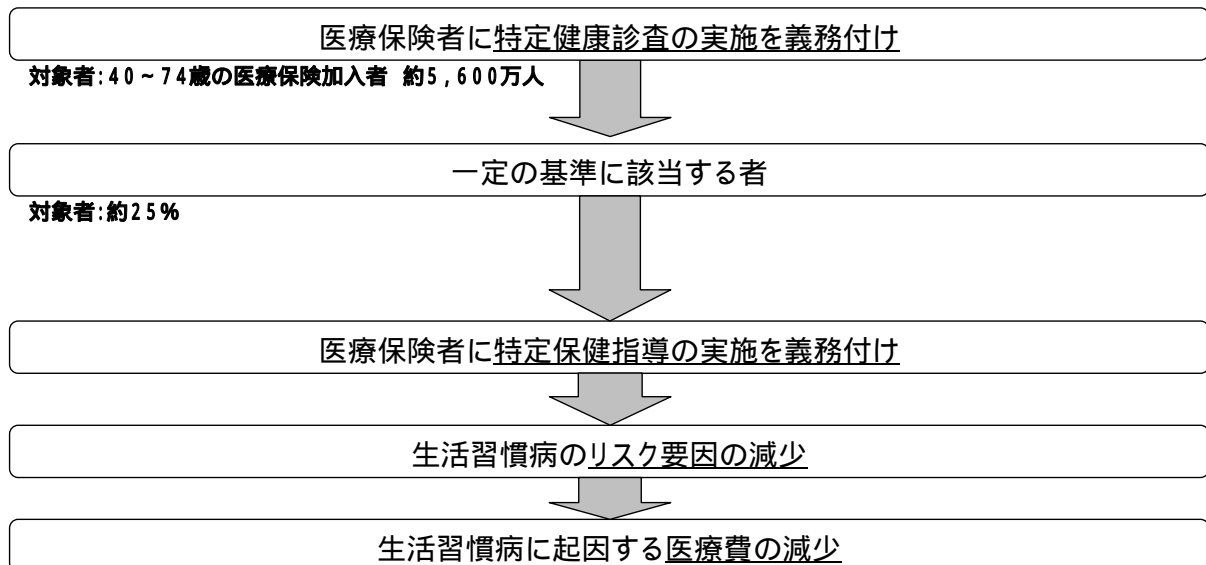 医療保険者に特定健康診査の実施を義務付け
対象者:40~74歳の医療保険加入者 約5,600万人
一定の基準に該当する者
対象者:約25%
医療保険者に特定保健指導の実施を義務付け
生活習慣病のリスク要因の減少
生活習慣病に起因する医療費の減少